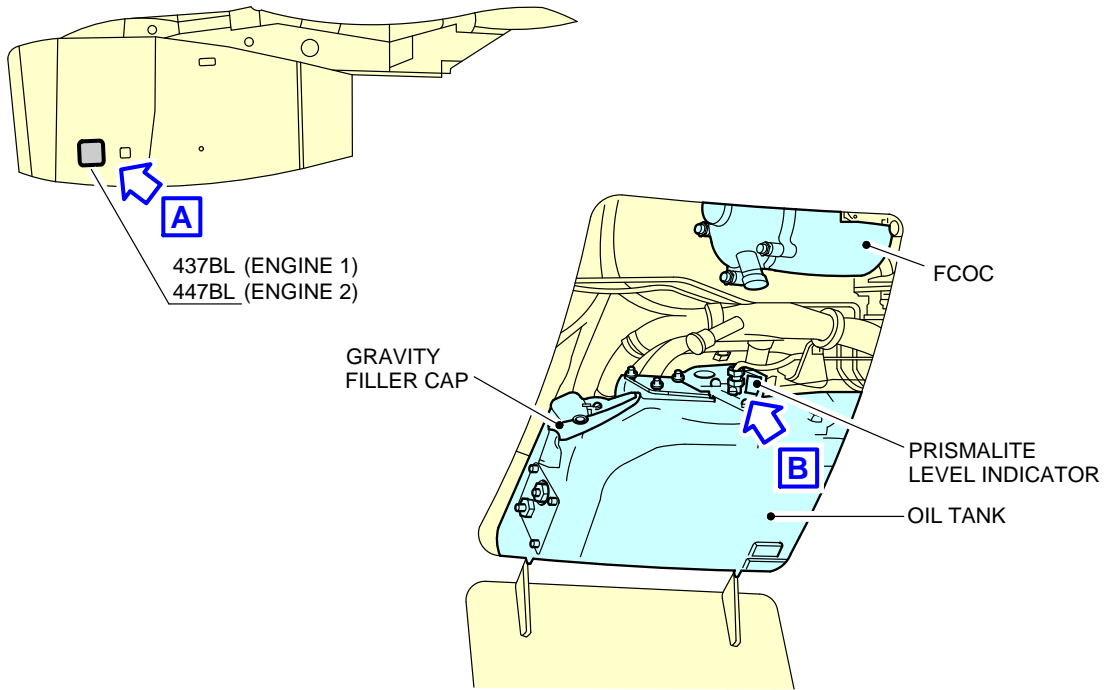 A
437BL (ENGINE 1)
447BL (ENGINE 2)
FCOC
GRAVITY
FILLER CAP
B
PRISMALITE
LEVEL INDICATOR
OIL TANK